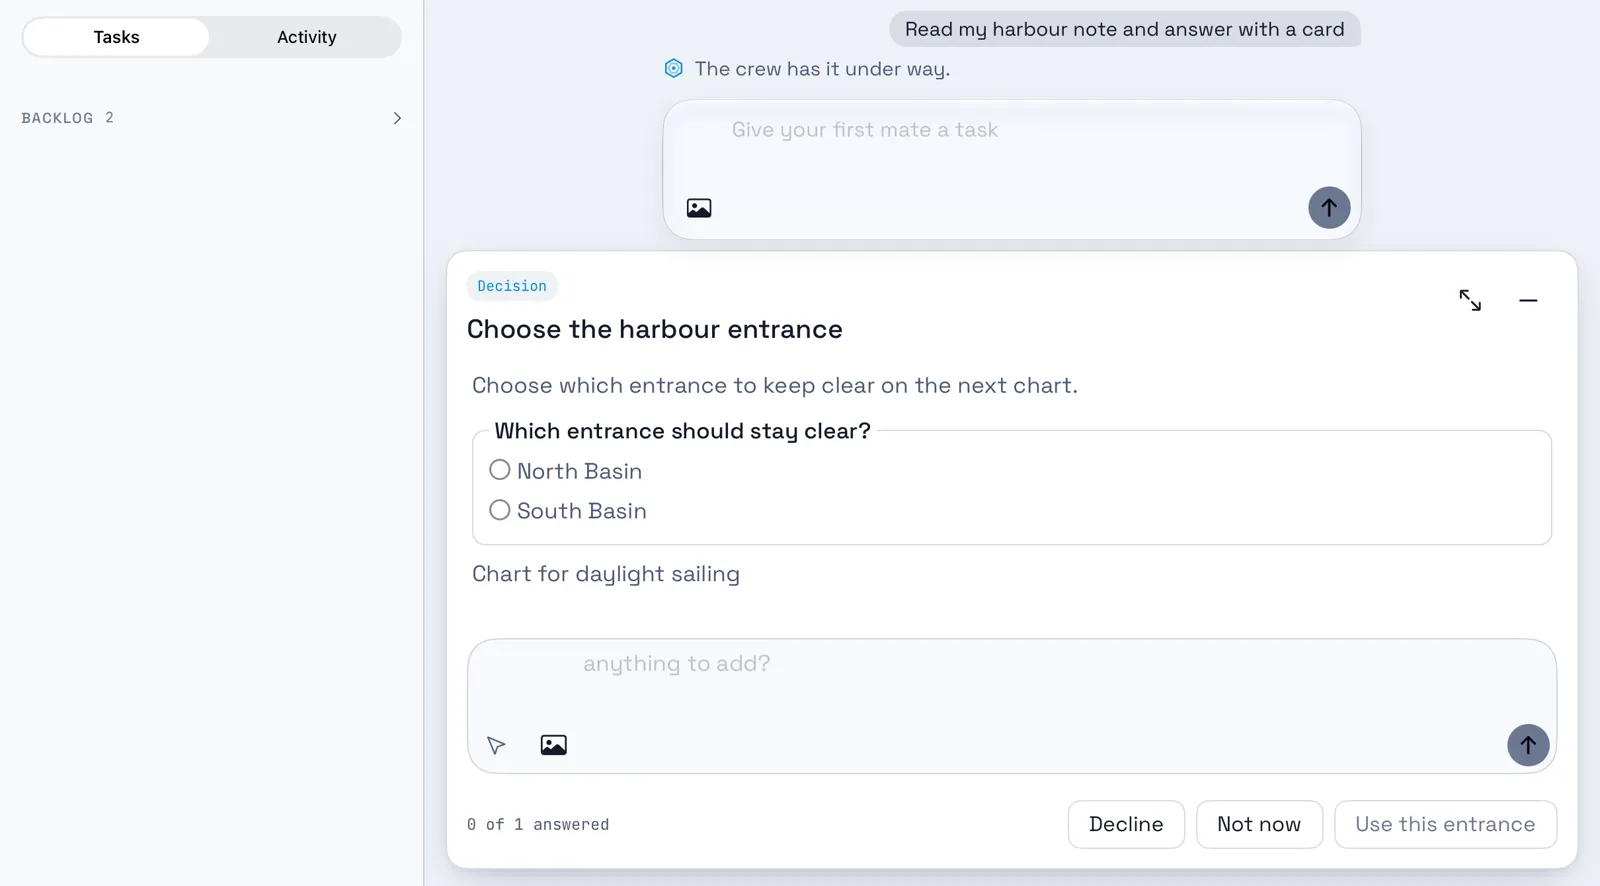 Tasks
Activity
BACKLOG 2
Read my harbour note and answer with a card
The crew has it under way.
Give your first mate a task
Decision
Choose the harbour entrance
Choose which entrance to keep clear on the next chart.
Which entrance should stay clear?
North Basin
South Basin
Chart for daylight sailing
anything to add?
0 of 1 answered
Decline
Not now
Use this entrance